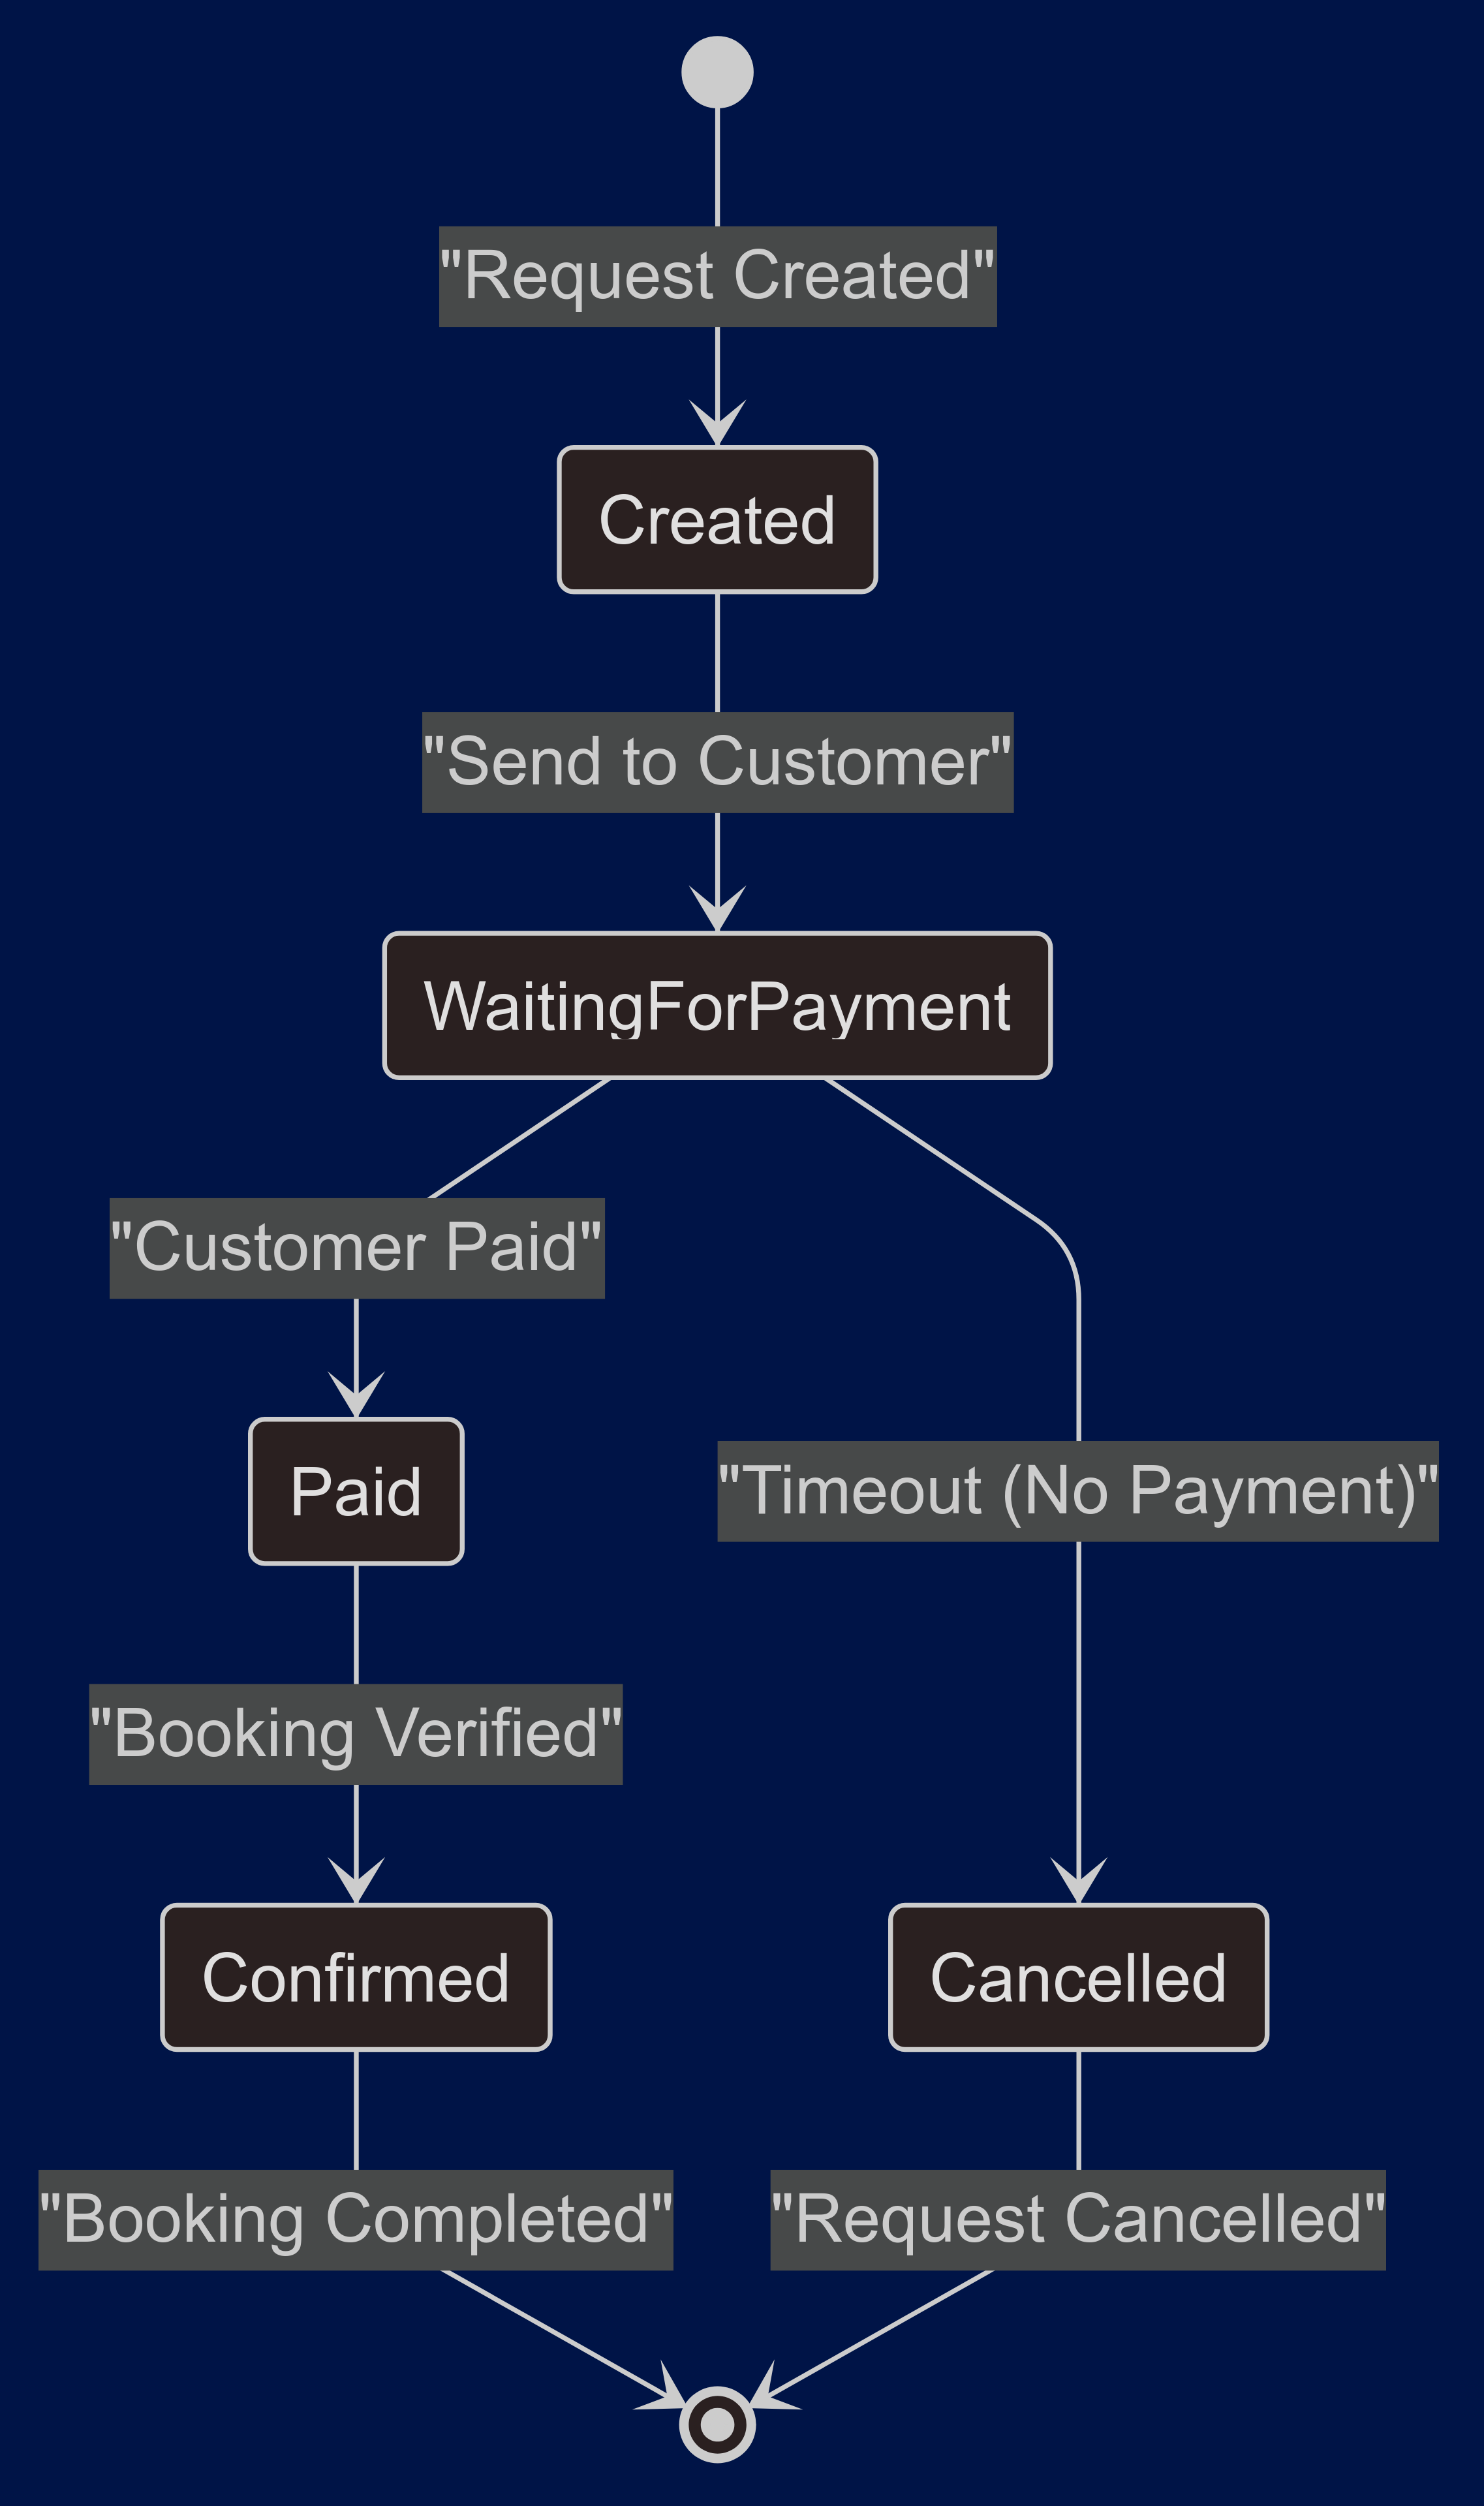 "Request Created"
Created
"Send to Customer"
WaitingForPayment
"Customer Paid"
Paid
"Timeout (No Payment)"
"Booking Verified"
Confirmed
Cancelled
"Booking Completed"
"Request Cancelled"